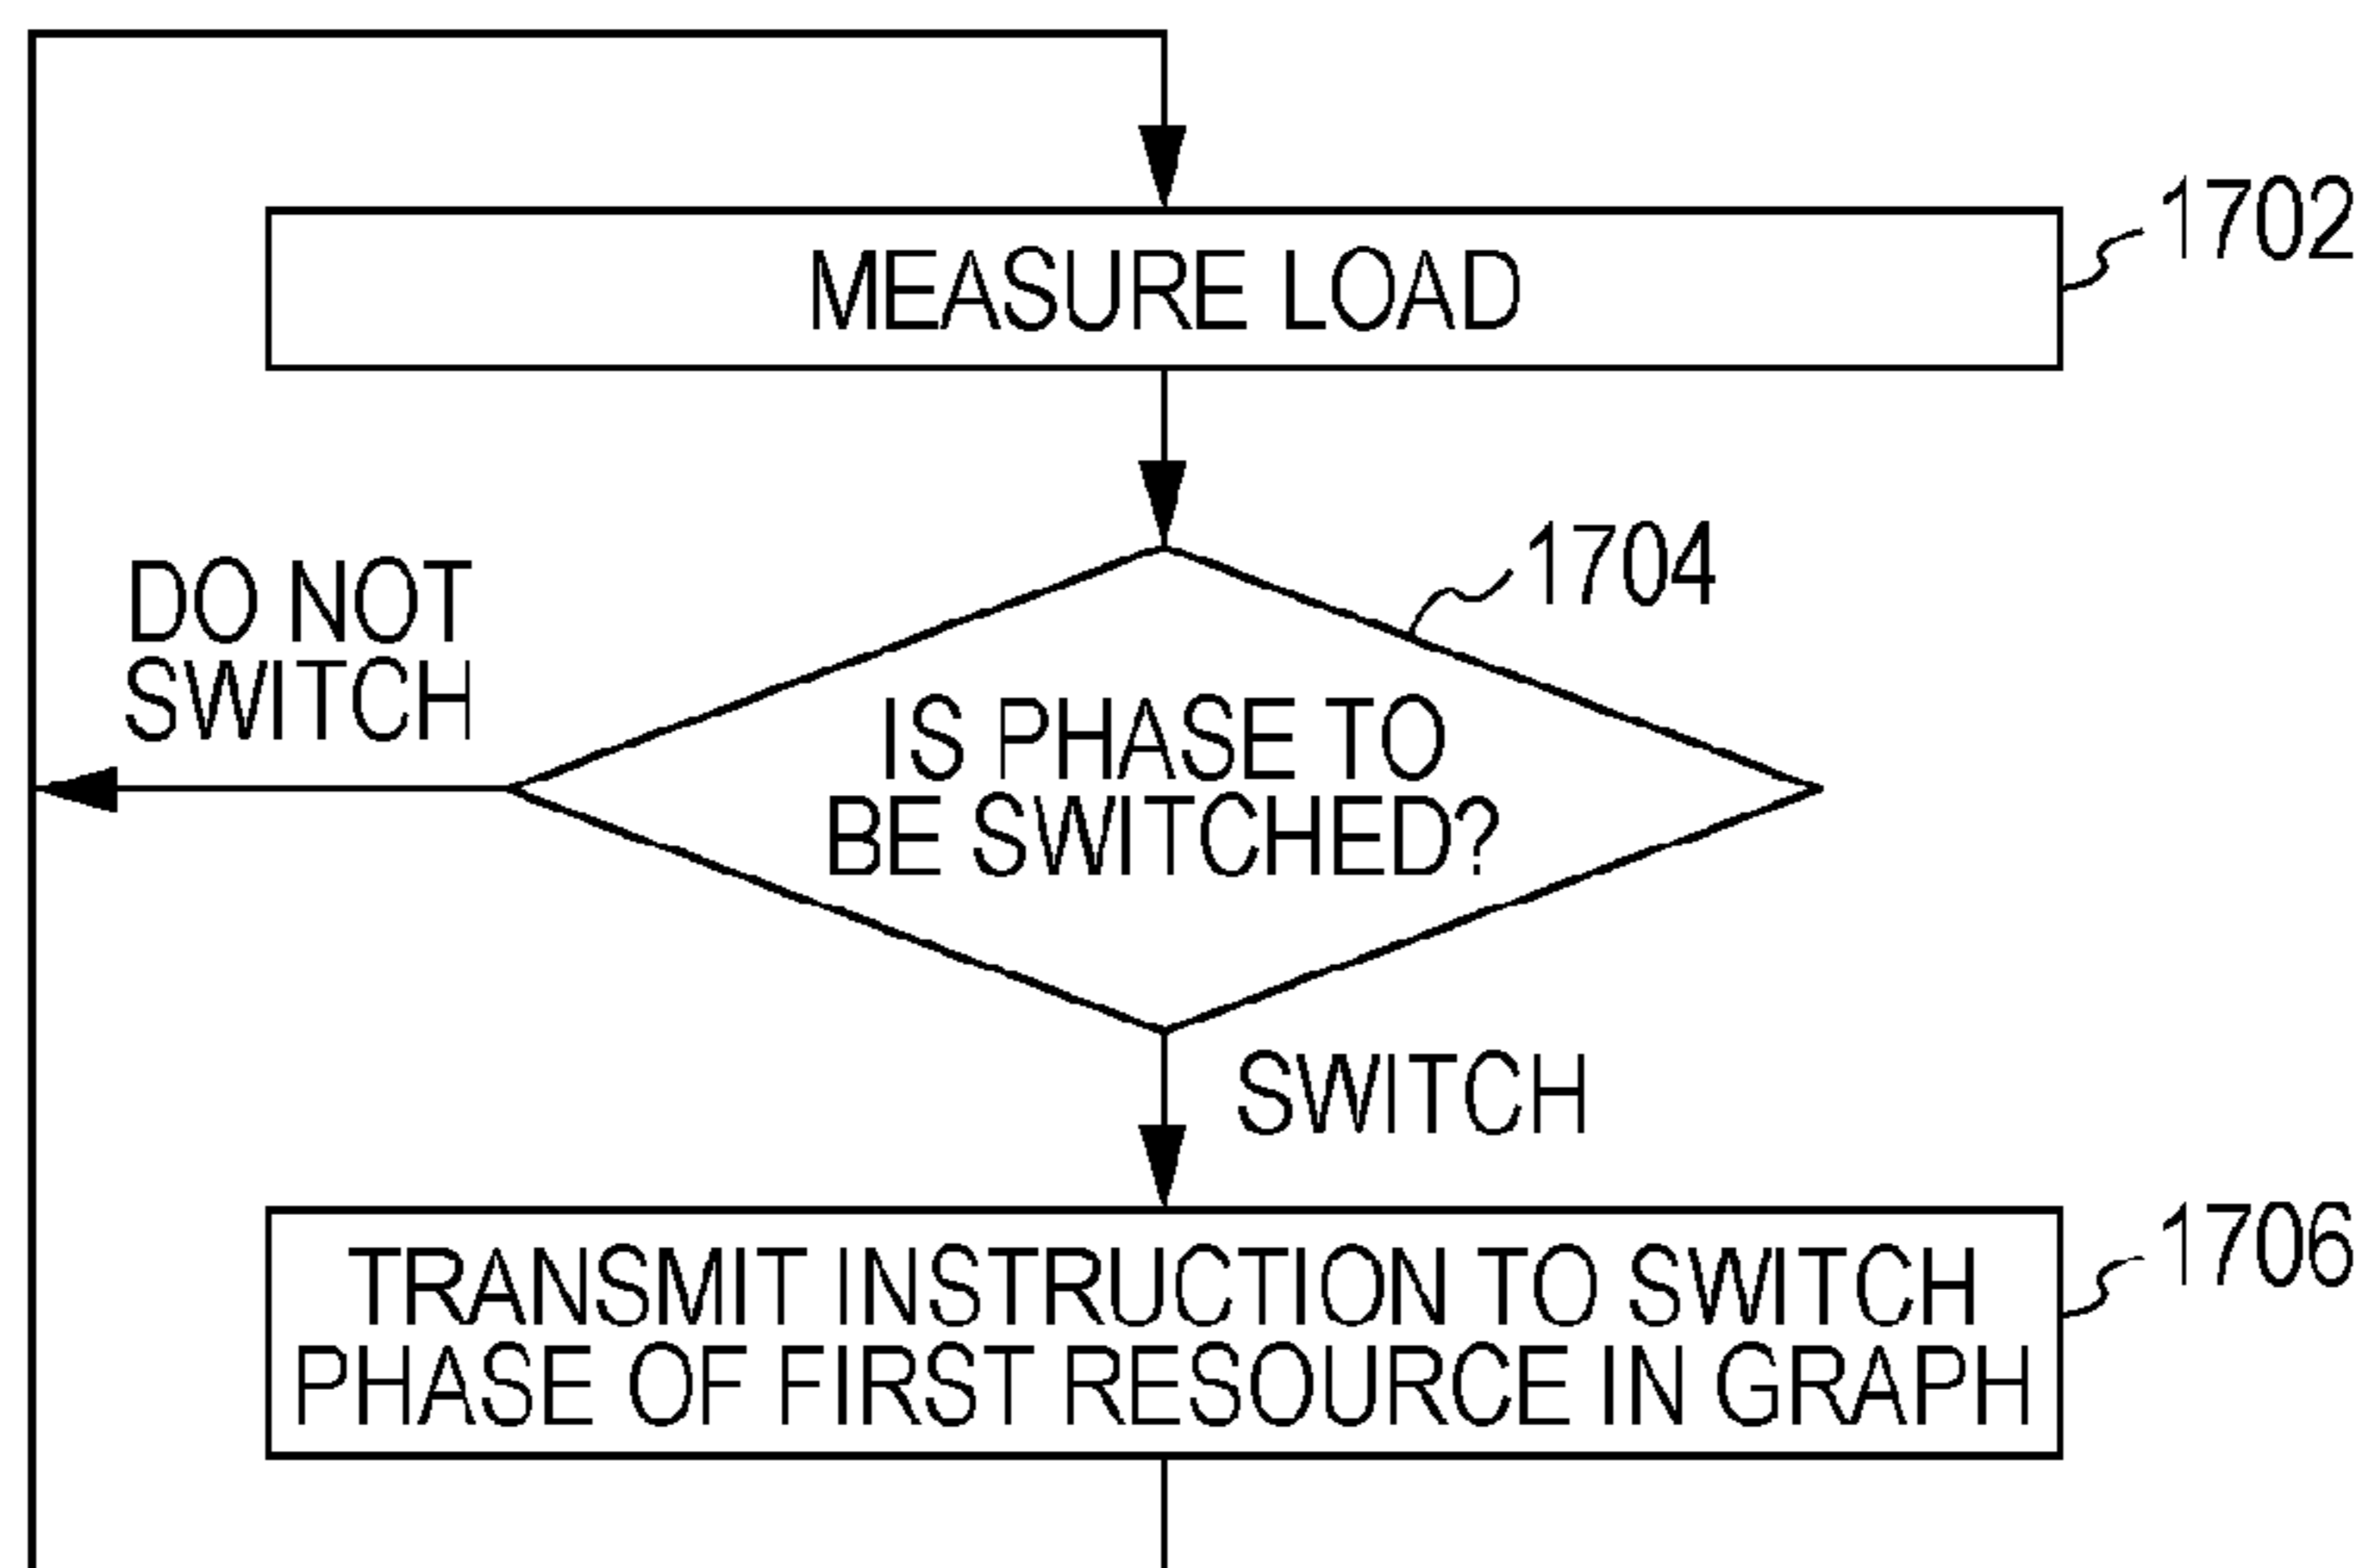 MEASURE LOAD
1702
1704
DO NOT
SWITCH
IS PHASE TO
BE SWITCHED?
SWITCH
TRANSMIT INSTRUCTION TO SWITCH
PHASE OF FIRST RESOURCE IN GRAPH
1706